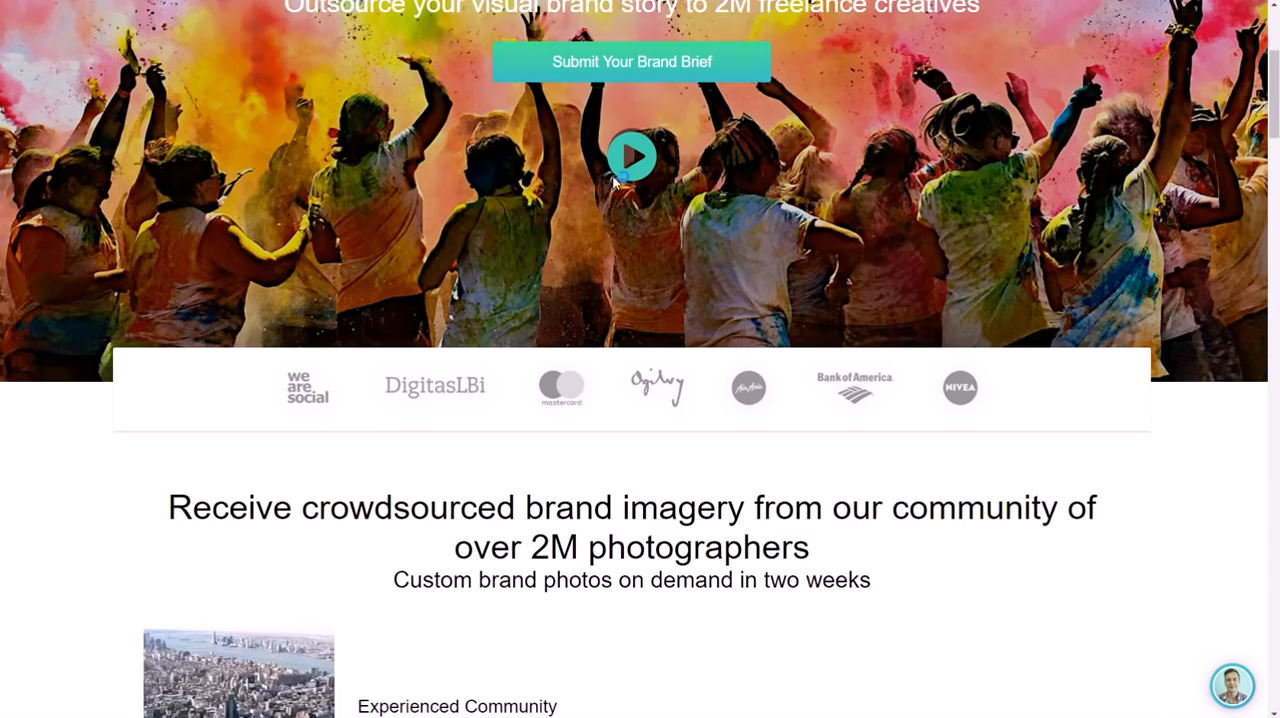 Outsource your visual brand story to 2M freelance creatives
Submit Your Brand Brief
we
are
social
DigitasLBi
mastercard
Ogilvy
AirAsia
Bank of America
NIVEA
Receive crowdsourced brand imagery from our community of
over 2M photographers
Custom brand photos on demand in two weeks
Experienced Community